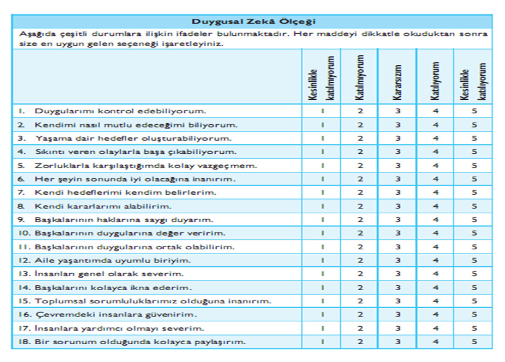 Duygusal Zekâ Ölçeği
Aşağıda çeşitli durumlara ilişkin ifadeler bulunmaktadır. Her maddeyi dikkatle okuduktan sonra
size en uygun gelen seçeneği işaretleyiniz.
Kesinlikle katılmıyorum Katılmıyorum Kararsızım Katılıyorum Kesinlikle katılıyorum
1. Duygularımı kontrol edebiliyorum. 1 2 3 4 5
2. Kendimi nasıl mutlu edeceğimi biliyorum. 1 2 3 4 5
3. Yaşama dair hedefler oluşturabiliyorum. 1 2 3 4 5
4. Sıkıntı veren olaylarla başa çıkabiliyorum. 1 2 3 4 5
5. Zorluklarla karşılaştığımda kolay vazgeçmem. 1 2 3 4 5
6. Her şeyin sonunda iyi olacağına inanırım. 1 2 3 4 5
7. Kendi hedeflerimi kendim belirlerim. 1 2 3 4 5
8. Kendi kararlarımı alabilirim. 1 2 3 4 5
9. Başkalarının haklarına saygı duyarım. 1 2 3 4 5
10. Başkalarının duygularına değer veririm. 1 2 3 4 5
11. Başkalarının duygularına ortak olabilirim. 1 2 3 4 5
12. Aile yaşantımda uyumlu biriyim. 1 2 3 4 5
13. İnsanları genel olarak severim. 1 2 3 4 5
14. Başkalarını kolayca ikna ederim. 1 2 3 4 5
15. Toplumsal sorumluluklarımız olduğuna inanırım. 1 2 3 4 5
16. Çevremdeki insanlara güvenirim. 1 2 3 4 5
17. İnsanlara yardımcı olmayı severim. 1 2 3 4 5
18. Bir sorunum olduğunda kolayca paylaşırım. 1 2 3 4 5